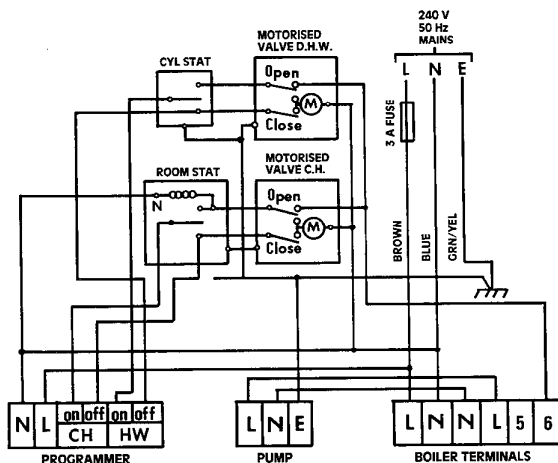 240 V
50 Hz
MAINS
L N E
3 A FUSE
BROWN
BLUE
GRN/YEL
MOTORISED
VALVE D.H.W.
CYL STAT
Open
M
Close
ROOM STAT
MOTORISED
VALVE C.H.
N
Open
M
Close
N L on off on off
CH HW
PROGRAMMER
L N E
PUMP
L N N L 5 6
BOILER TERMINALS